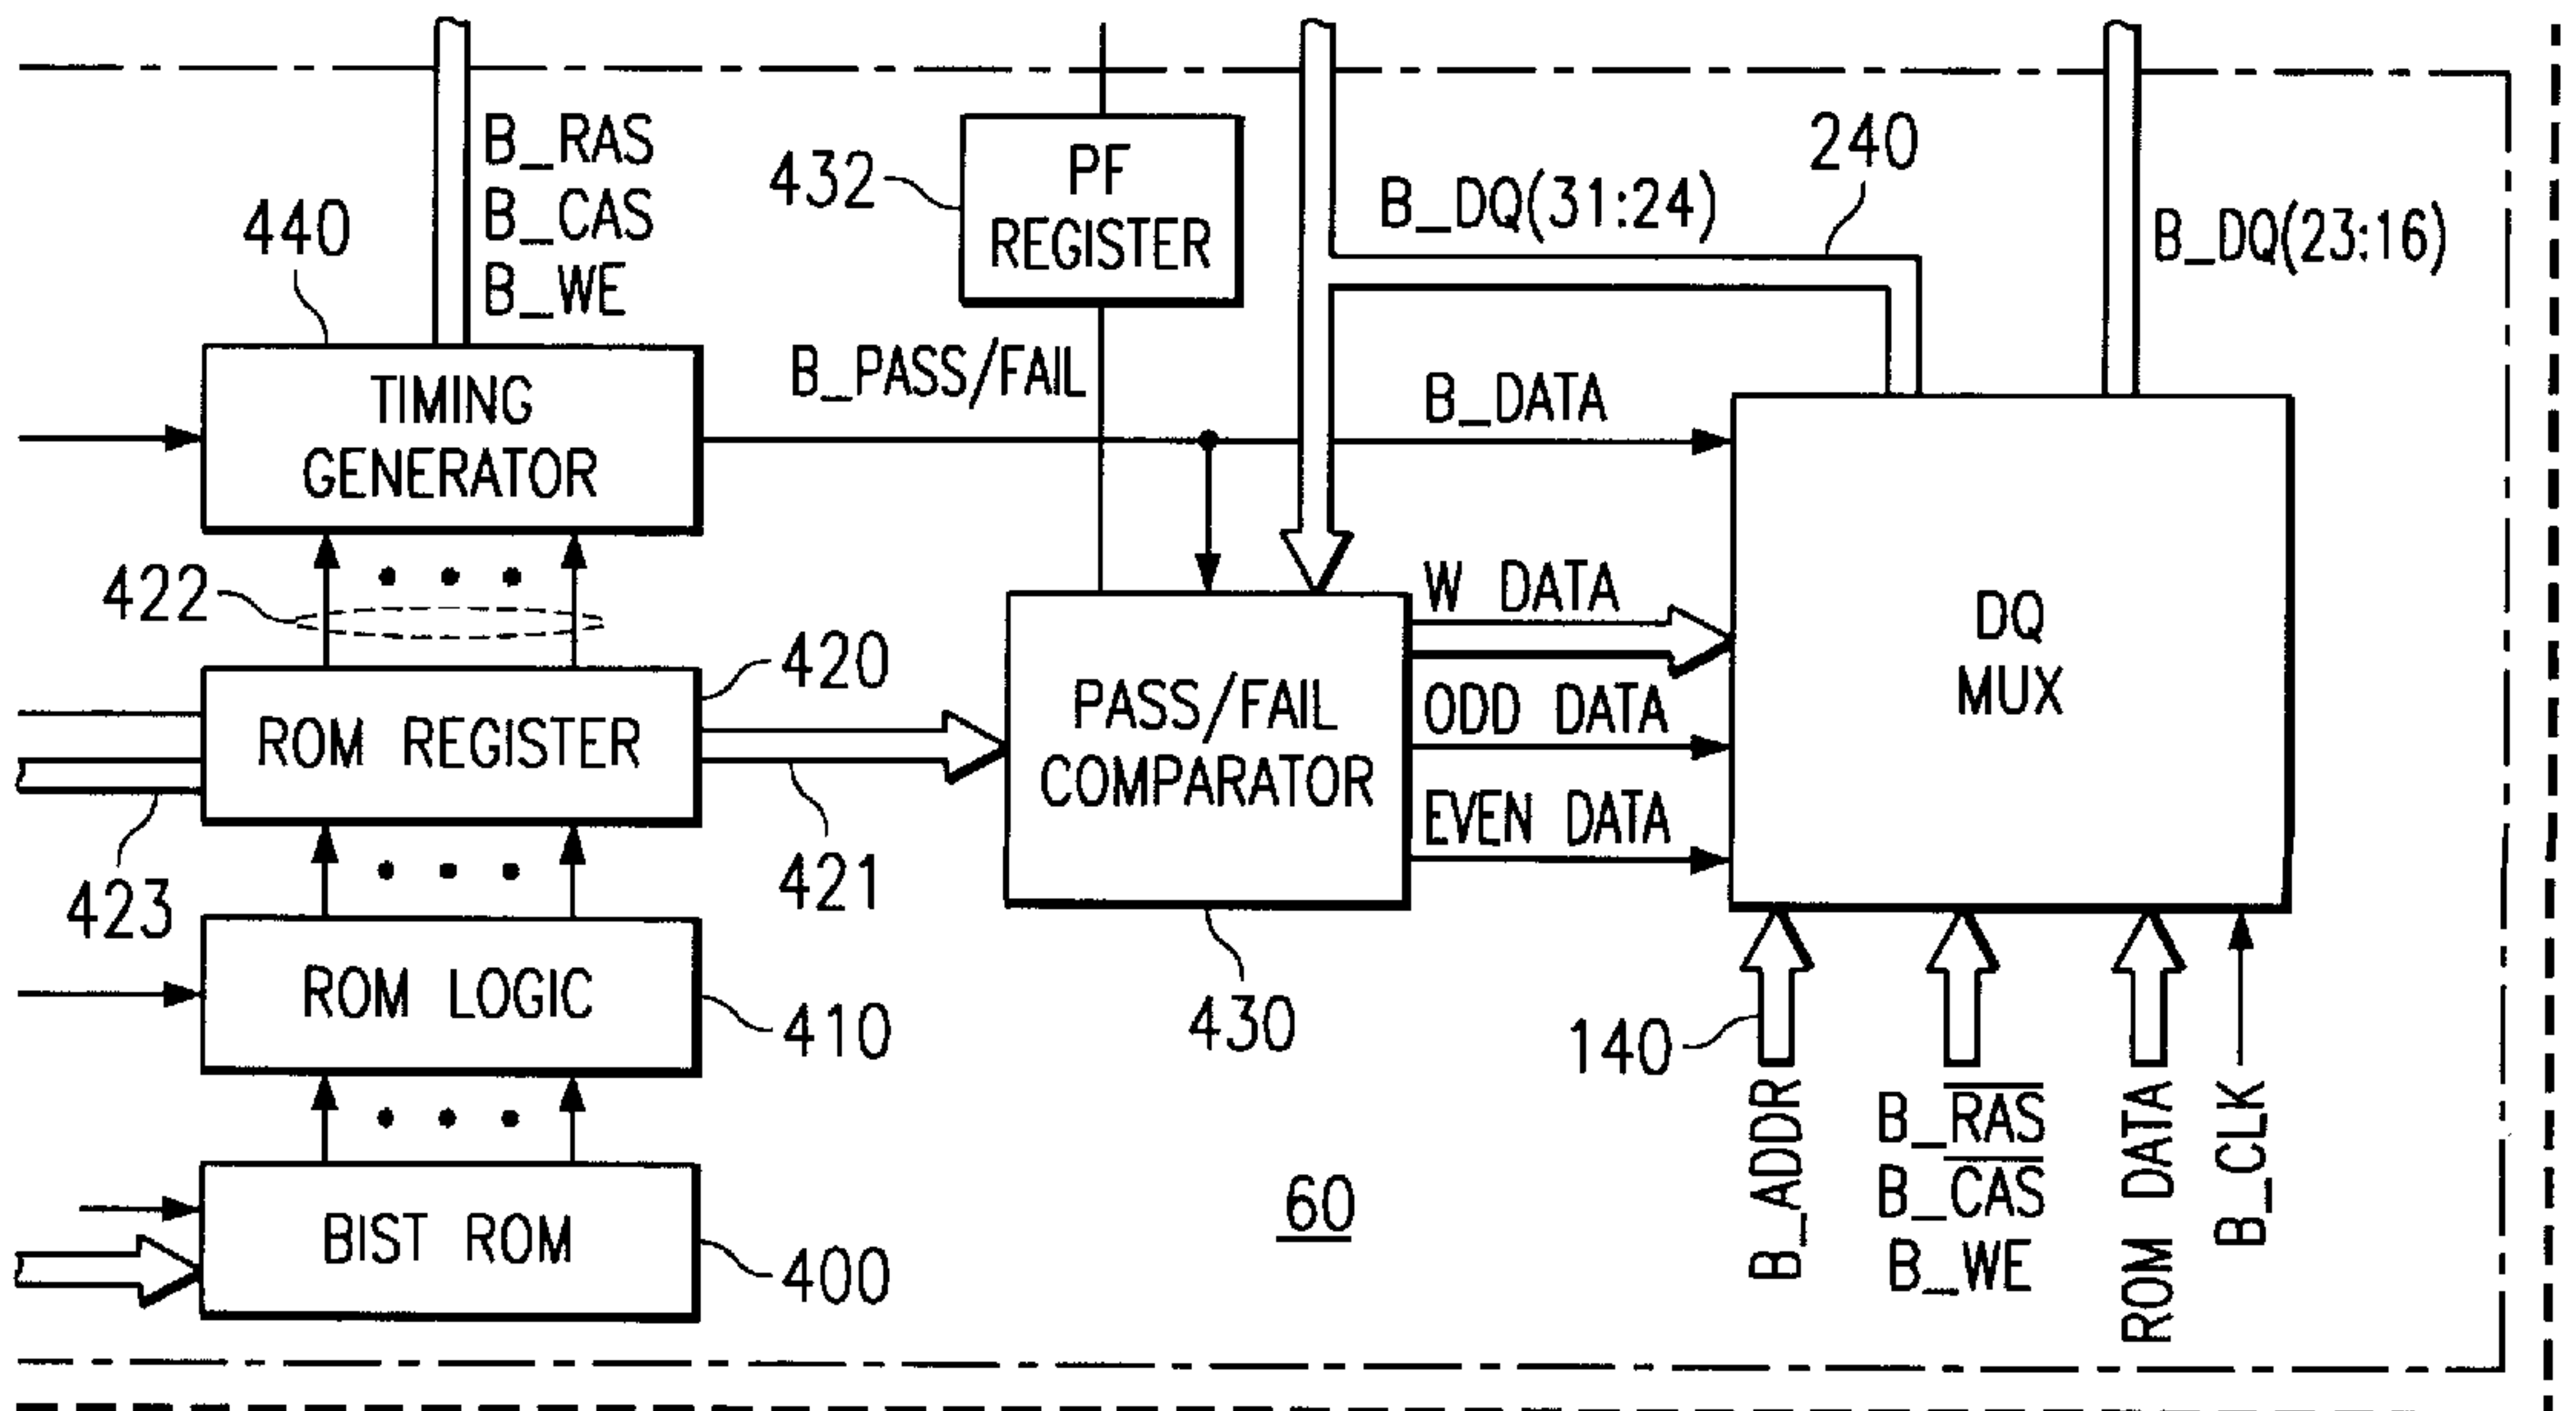 B_RAS
B_CAS
B_WE
440
TIMING
GENERATOR
422
420
ROM REGISTER
423
421
ROM LOGIC
410
BIST ROM
400
432
PF
REGISTER
B_PASS/FAIL
B_DQ(31:24)
240
B_DQ(23:16)
B_DATA
W DATA
ODD DATA
EVEN DATA
PASS/FAIL
COMPARATOR
430
DQ
MUX
140
B_ADDR
B_R̅A̅S̅
B_C̅A̅S̅
B_WE
ROM DATA
B_CLK
60